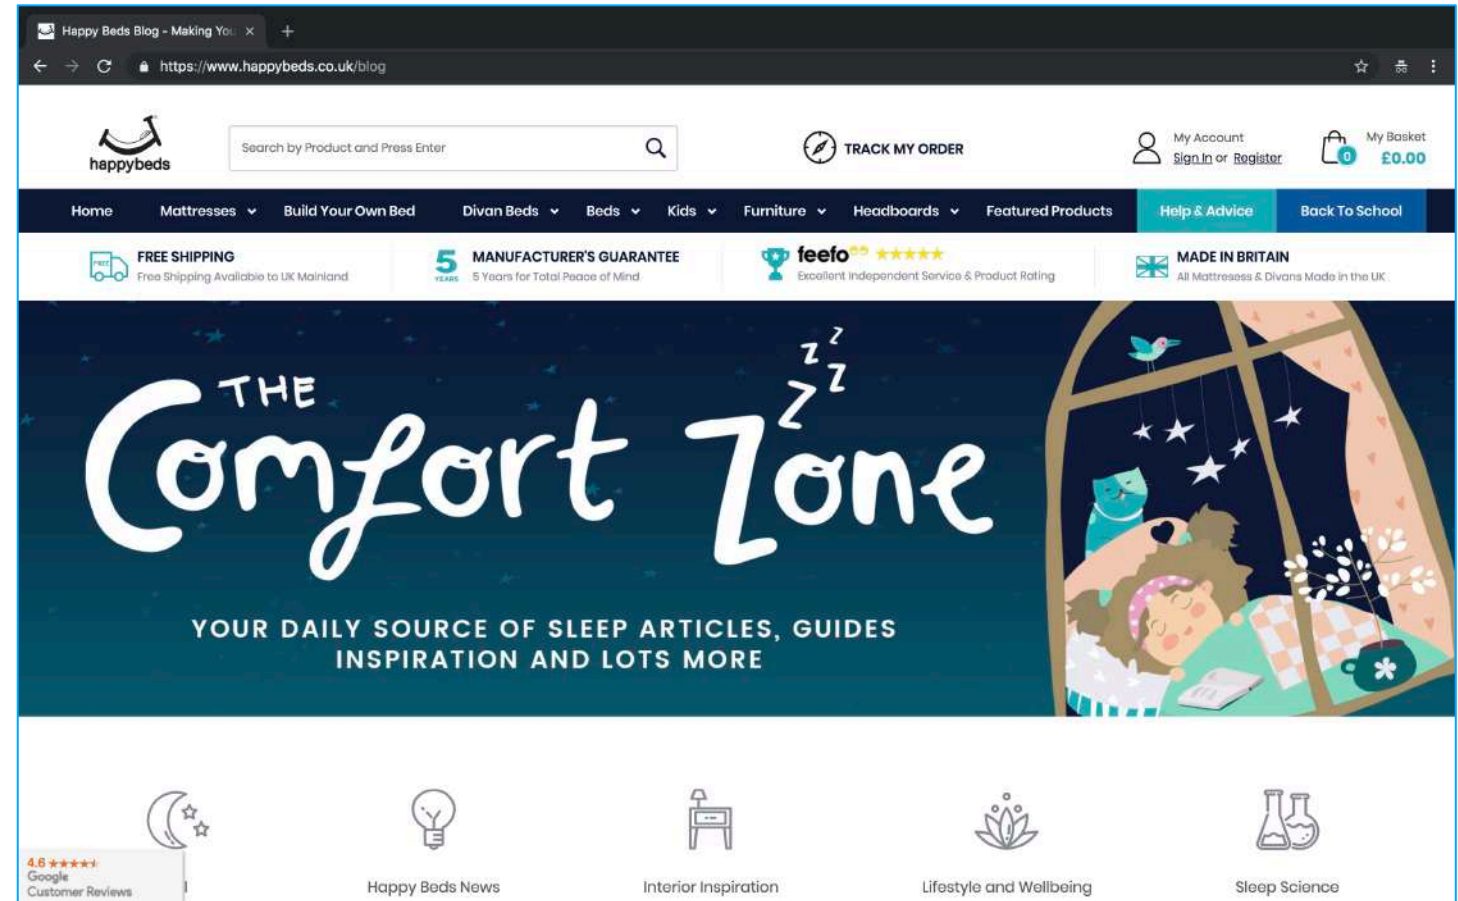 Happy Beds Blog - Making You
https://www.happybeds.co.uk/blog
happybeds
Search by Product and Press Enter
TRACK MY ORDER
My Account
Sign In or Register
0
My Basket
£0.00
Home Mattresses Build Your Own Bed Divan Beds Beds Kids Furniture Headboards Featured Products Help & Advice Back To School
FREE
FREE SHIPPING
Free Shipping Available to UK Mainland
5
YEARS
MANUFACTURER'S GUARANTEE
5 Years for Total Peace of Mind
feefo
Excellent Independent Service & Product Rating
MADE IN BRITAIN
All Mattresess & Divans Made in the UK
THE
Comfort Zone
z z z z
YOUR DAILY SOURCE OF SLEEP ARTICLES, GUIDES
INSPIRATION AND LOTS MORE
4.6
Google
Customer Reviews
Happy Beds News
Interior Inspiration
Lifestyle and Wellbeing
Sleep Science